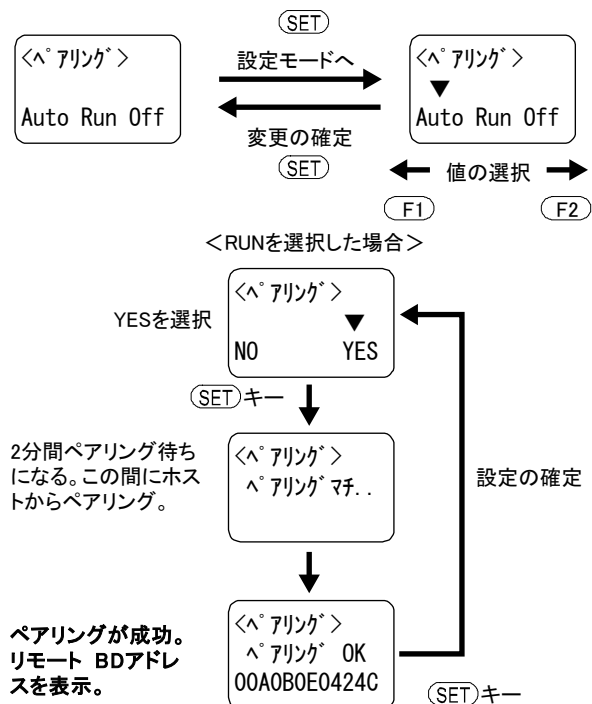 SET
<ﾍﾟｱﾘﾝｸﾞ>
Auto Run Off
設定モードへ
変更の確定
SET
<ﾍﾟｱﾘﾝｸﾞ>
▼
Auto Run Off
値の選択
F1
F2
＜RUNを選択した場合＞
YESを選択
<ﾍﾟｱﾘﾝｸﾞ>
▼
NO YES
SETキー
2分間ペアリング待ち
になる。この間にホス
トからペアリング。
<ﾍﾟｱﾘﾝｸﾞ>
ﾍﾟｱﾘﾝｸﾞﾏﾁ..
設定の確定
ペアリングが成功。
リモート BDアドレ
スを表示。
<ﾍﾟｱﾘﾝｸﾞ>
ﾍﾟｱﾘﾝｸﾞ OK
00A0B0E0424C
SETキー